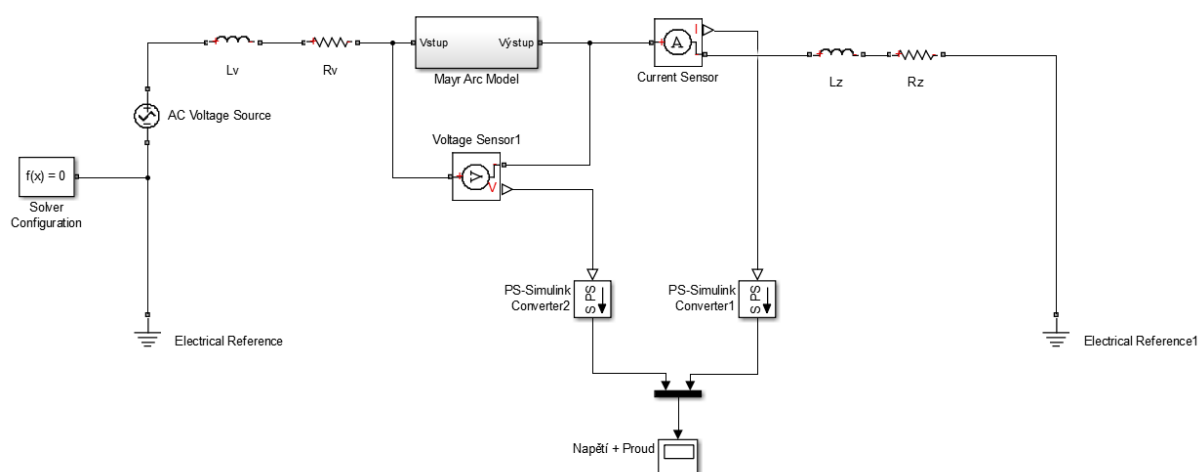 I
Vstup
Výstup
A
Lv
Rv
Mayr Arc Model
Current Sensor
Lz
Rz
AC Voltage Source
Voltage Sensor1
V
V
f(x) = 0
Solver
Configuration
PS-Simulink
Converter2
S PS
PS-Simulink
Converter1
S PS
Electrical Reference
Electrical Reference1
Napětí + Proud